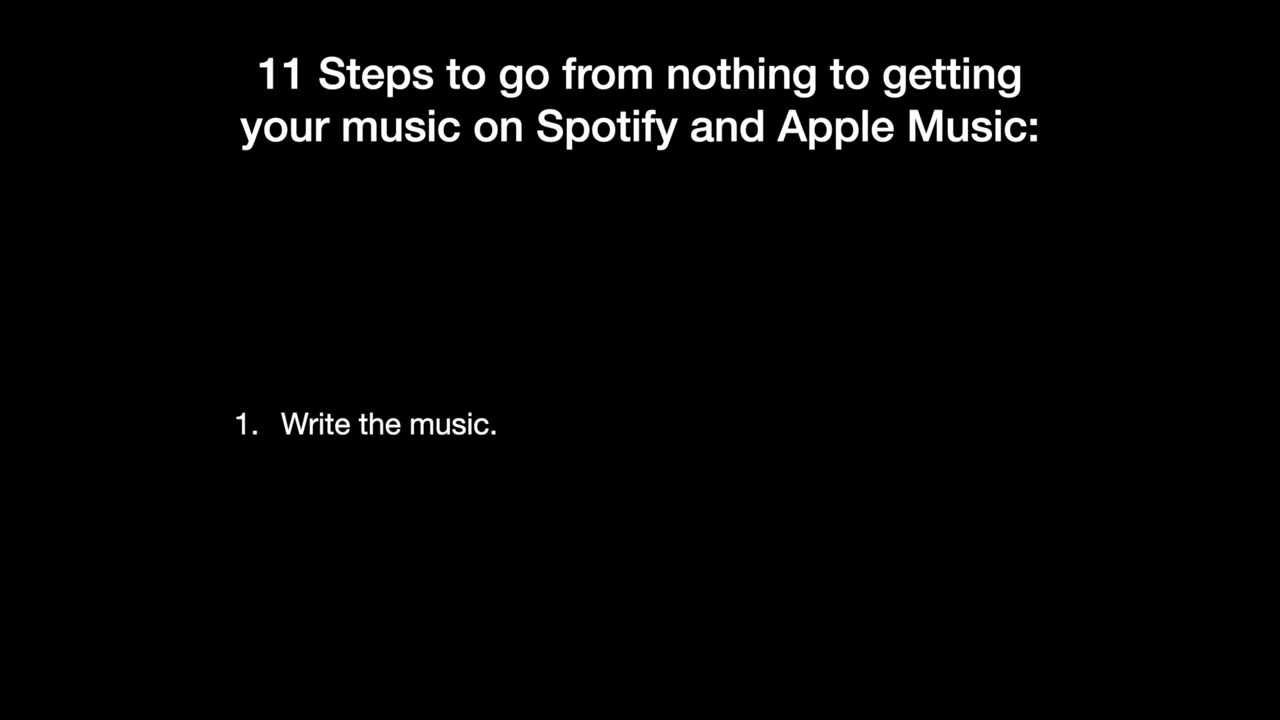 11 Steps to go from nothing to getting
your music on Spotify and Apple Music:
1. Write the music.